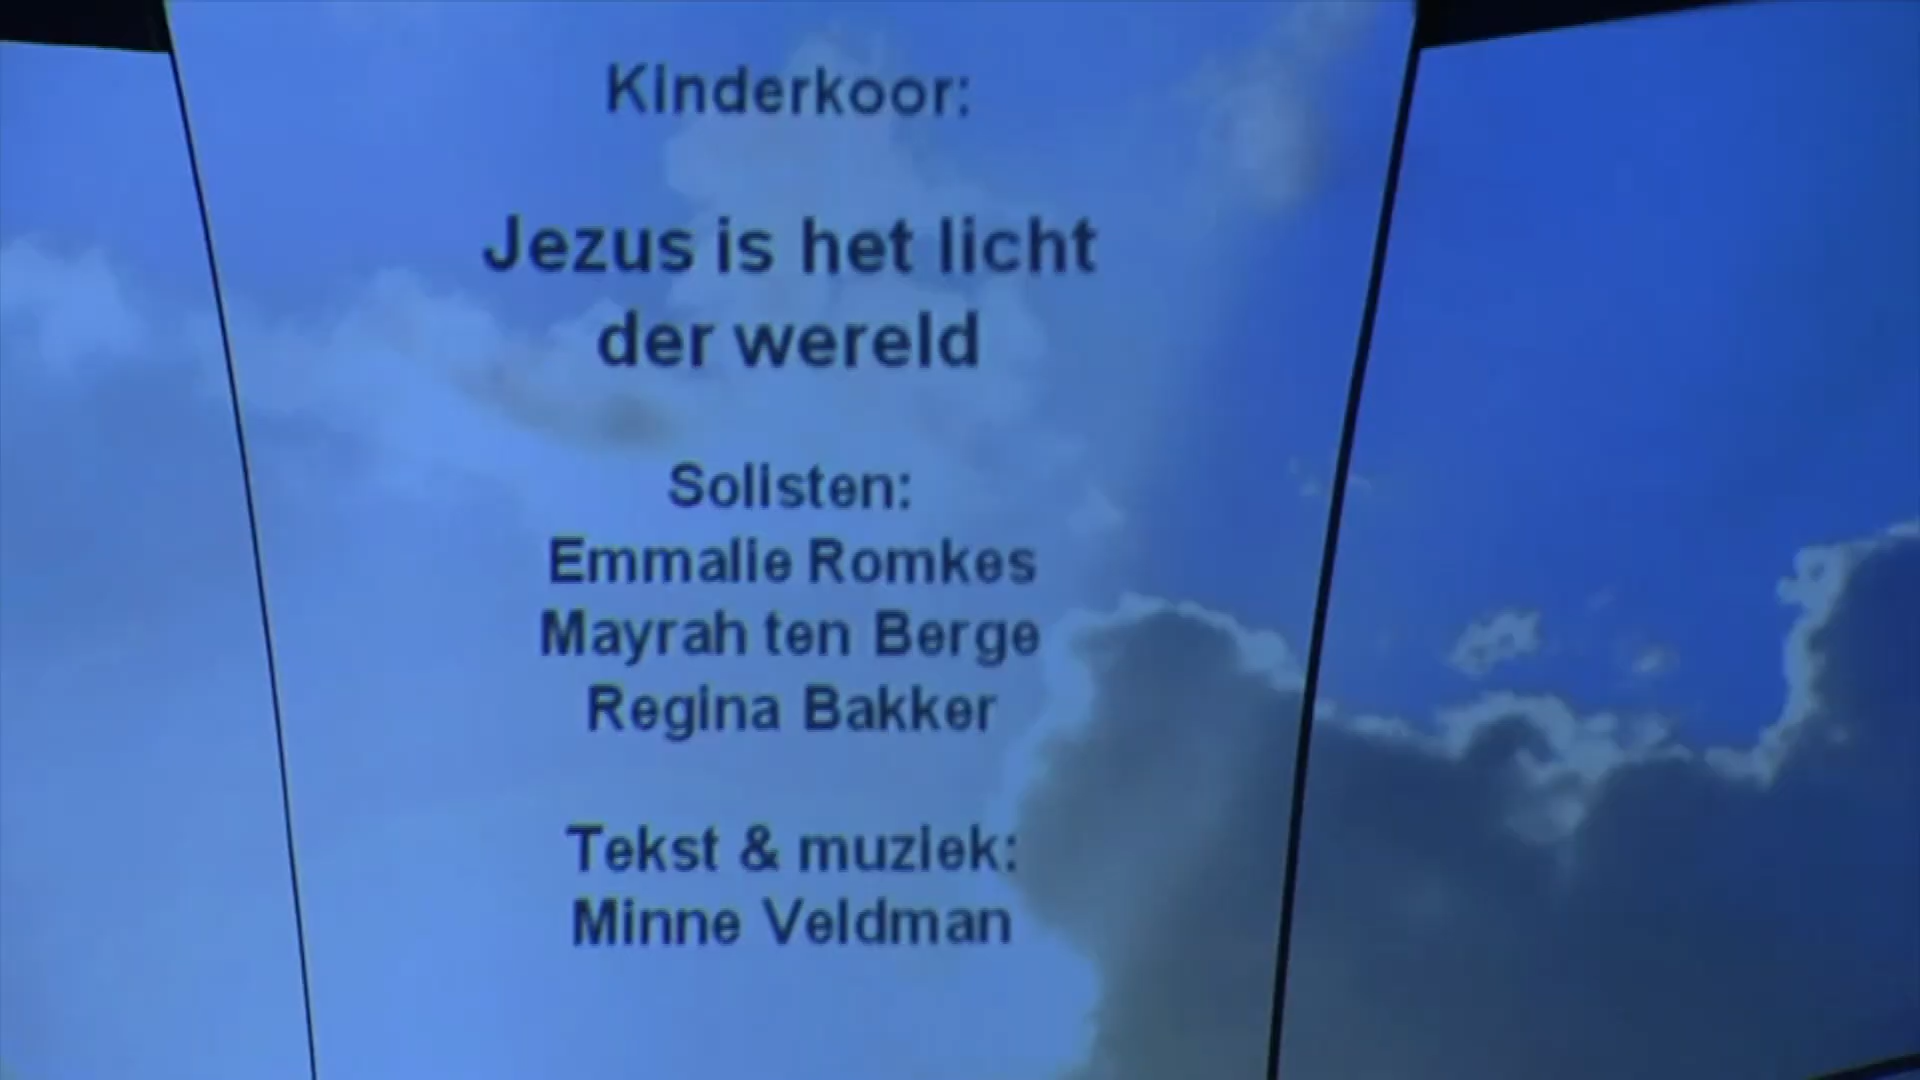 Kinderkoor:
Jezus is het licht
der wereld
Solisten:
Emmalie Romkes
Mayrah ten Berge
Regina Bakker
Tekst & muziek:
Minne Veldman